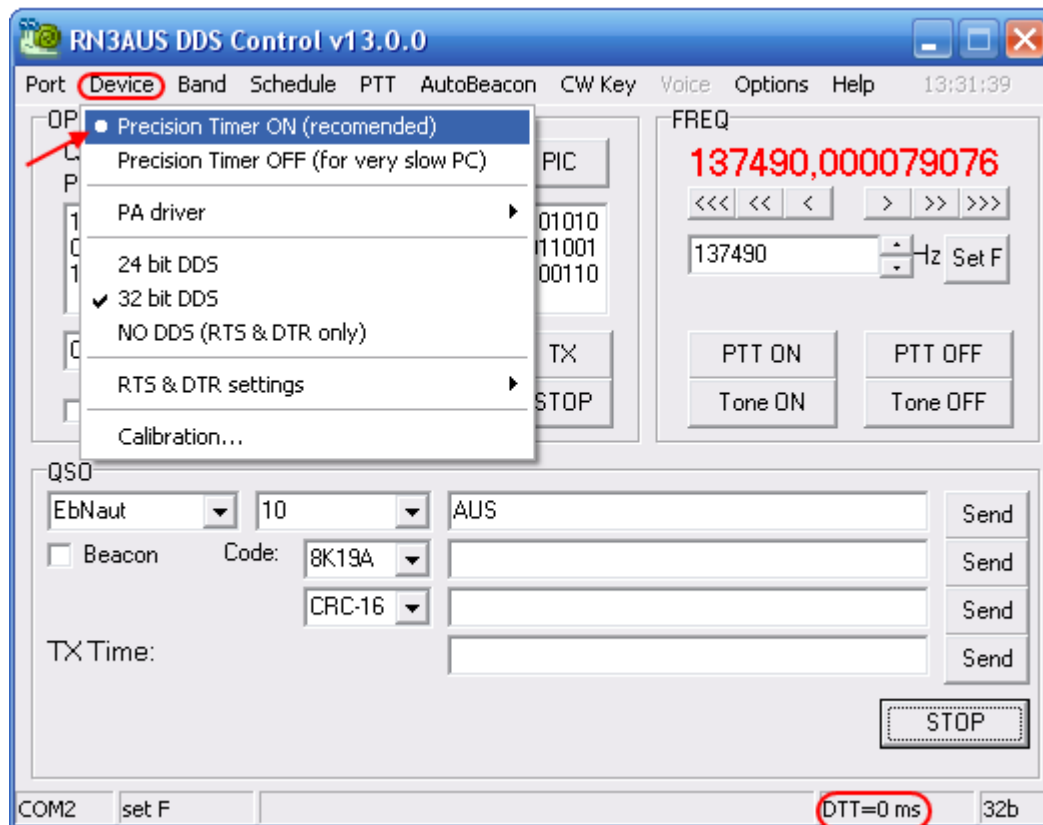 RN3AUS DDS Control v13.0.0
Port Device Band Schedule PTT AutoBeacon CW Key Voice Options Help 13:31:39
Precision Timer ON (recomended)
Precision Timer OFF (for very slow PC)
PA driver
24 bit DDS
32 bit DDS
NO DDS (RTS & DTR only)
RTS & DTR settings
Calibration...
OP
PIC
01010
11001
00110
TX
STOP
FREQ
137490,000079076
<<< << < > >> >>>
137490 Hz Set F
PTT ON PTT OFF
Tone ON Tone OFF
QSO
EbNaut 10 AUS Send
Beacon Code: 8K19A Send
CRC-16 Send
TX Time: Send
STOP
COM2 set F DTT=0 ms 32b